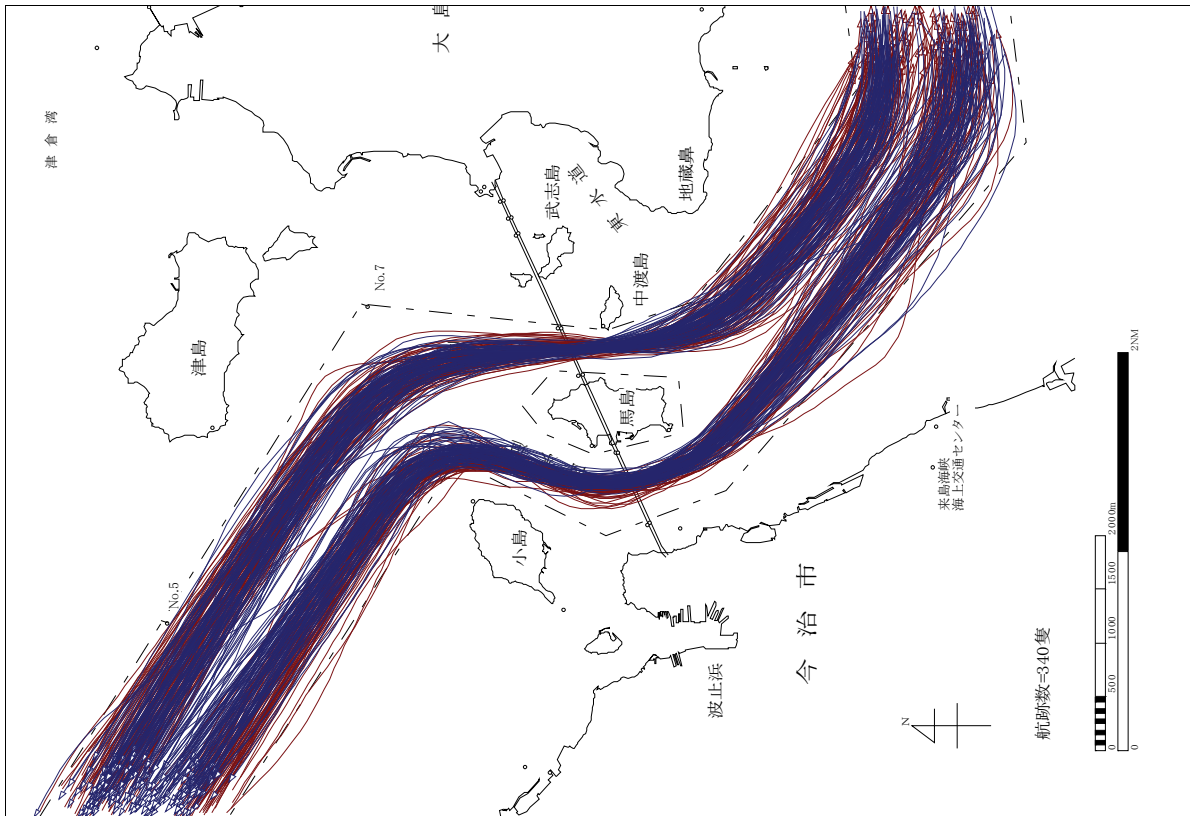 大島
津倉湾
武志島
東水道
地蔵鼻
No.7
中渡島
津島
馬島
2NM
来島海峡
海上交通センター
小島
2000m
No.5
1500
今治市
1000
波止浜
航跡数=340隻
500
N
0
0